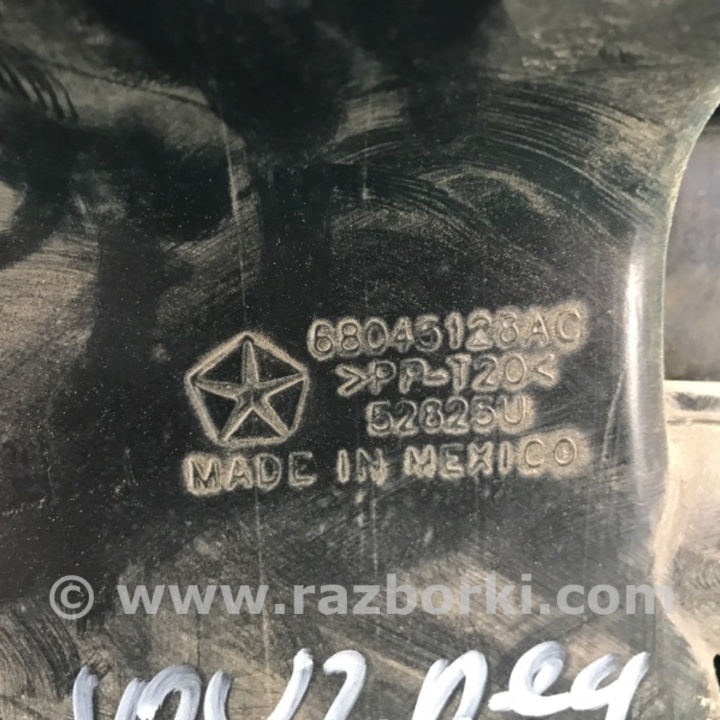 68045128AC
>PP-T20<
52825U
MADE IN MEXICO
© www.razborki.com